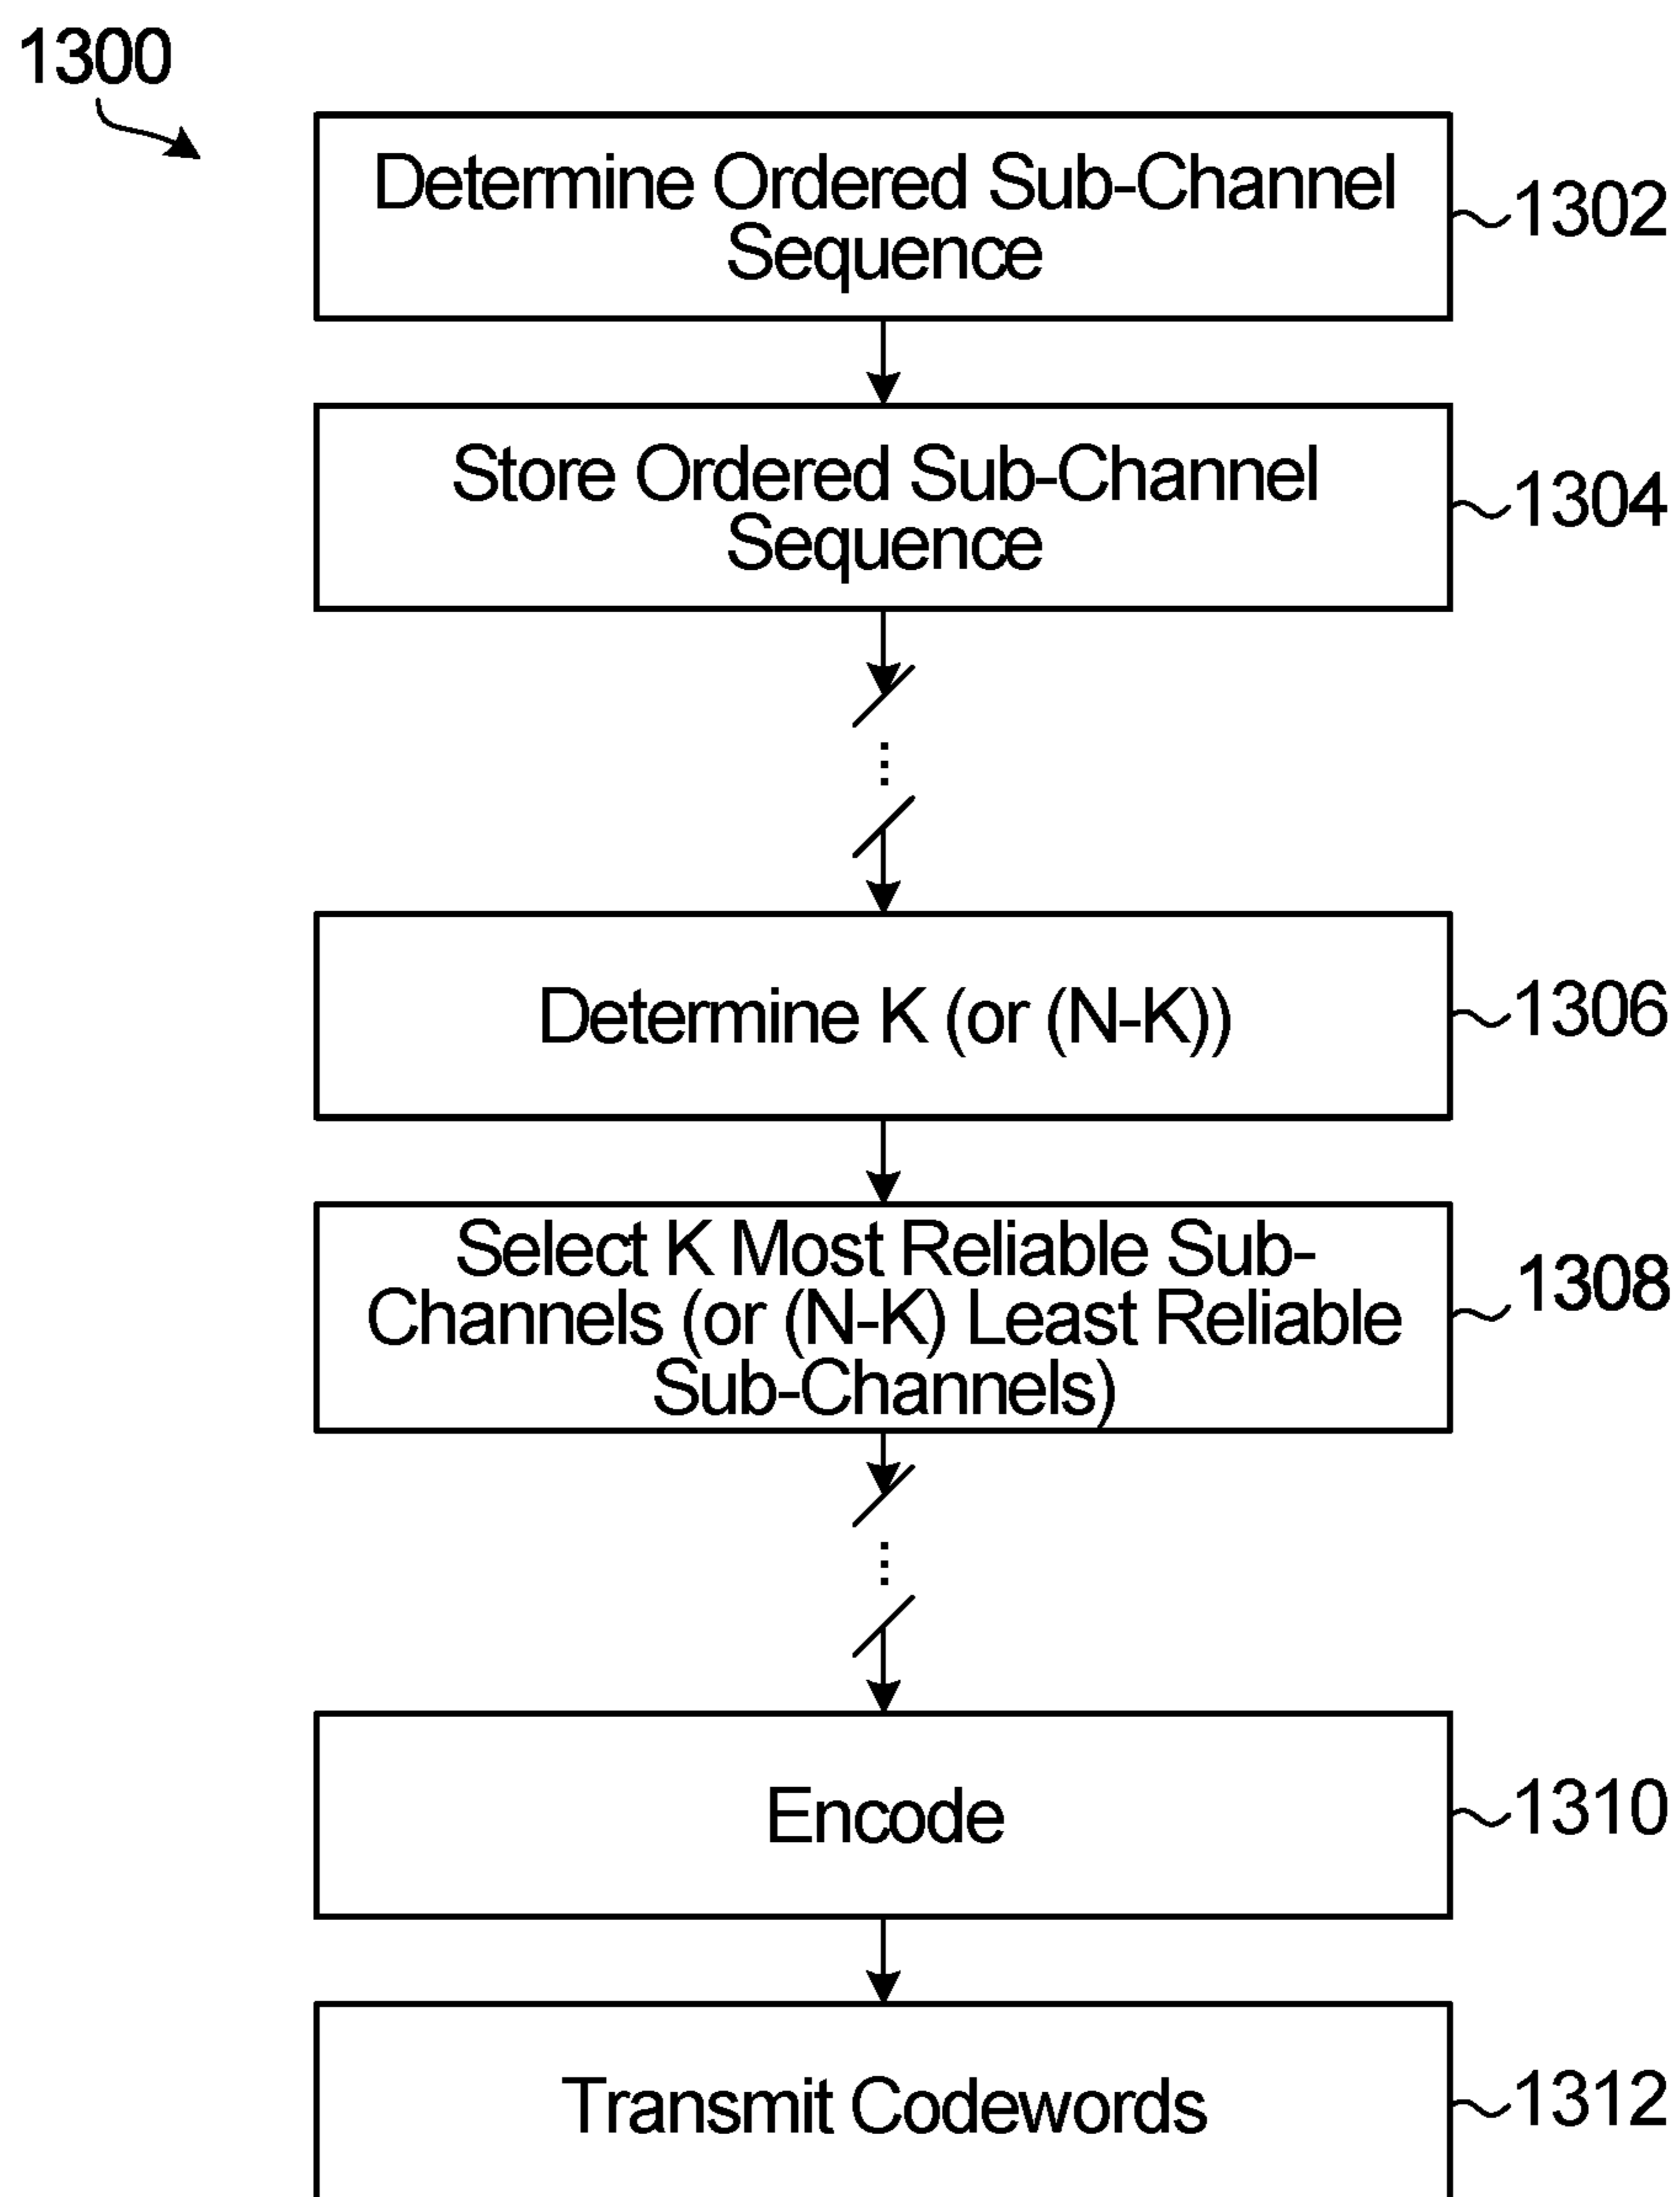 1300
Determine Ordered Sub-Channel
Sequence
1302
Store Ordered Sub-Channel
Sequence
1304
Determine K (or (N-K))
1306
Select K Most Reliable Sub-
Channels (or (N-K) Least Reliable
Sub-Channels)
1308
Encode
1310
Transmit Codewords
1312